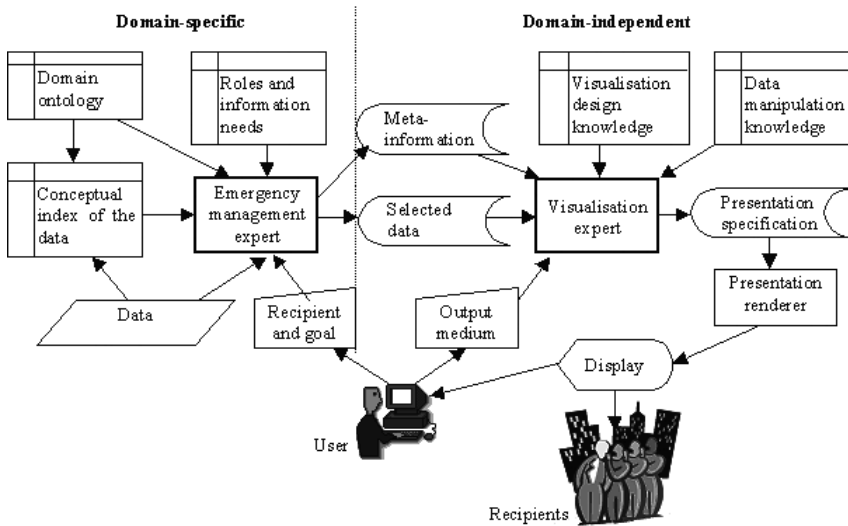 Domain-specific
Domain-independent
Domain
ontology
Roles and
information
needs
Meta-
information
Visualisation
design
knowledge
Data
manipulation
knowledge
Conceptual
index of the
data
Emergency
management
expert
Selected
data
Visualisation
expert
Presentation
specification
Data
Recipient
and goal
Output
medium
Presentation
renderer
Display
User
Recipients